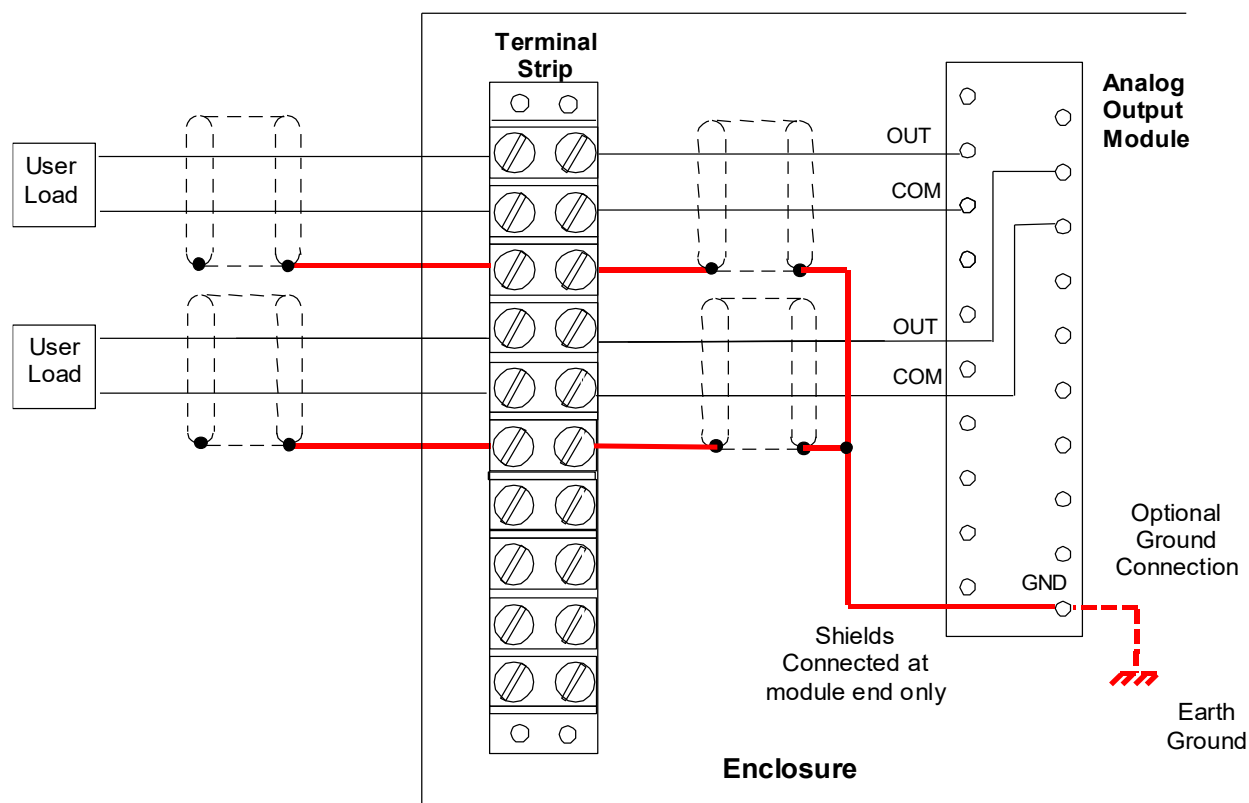 Terminal
Strip
Analog
Output
Module
OUT
User
Load
COM
OUT
User
Load
COM
Optional
Ground
Connection
GND
Shields
Connected at
module end only
Earth
Ground
Enclosure